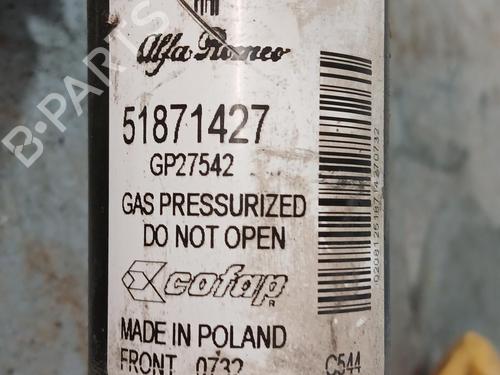 Alfa Romeo
51871427
GP27542
GAS PRESSURIZED
DO NOT OPEN
cofap
R
MADE IN POLAND
FRONT 0732
C544
B-PARTS